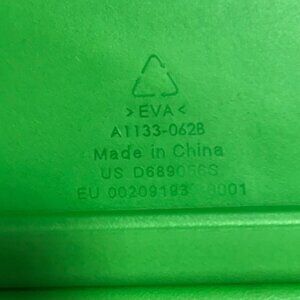 >EVA<
A1133-062B
Made in China
US D689056S
EU 00209193 0001